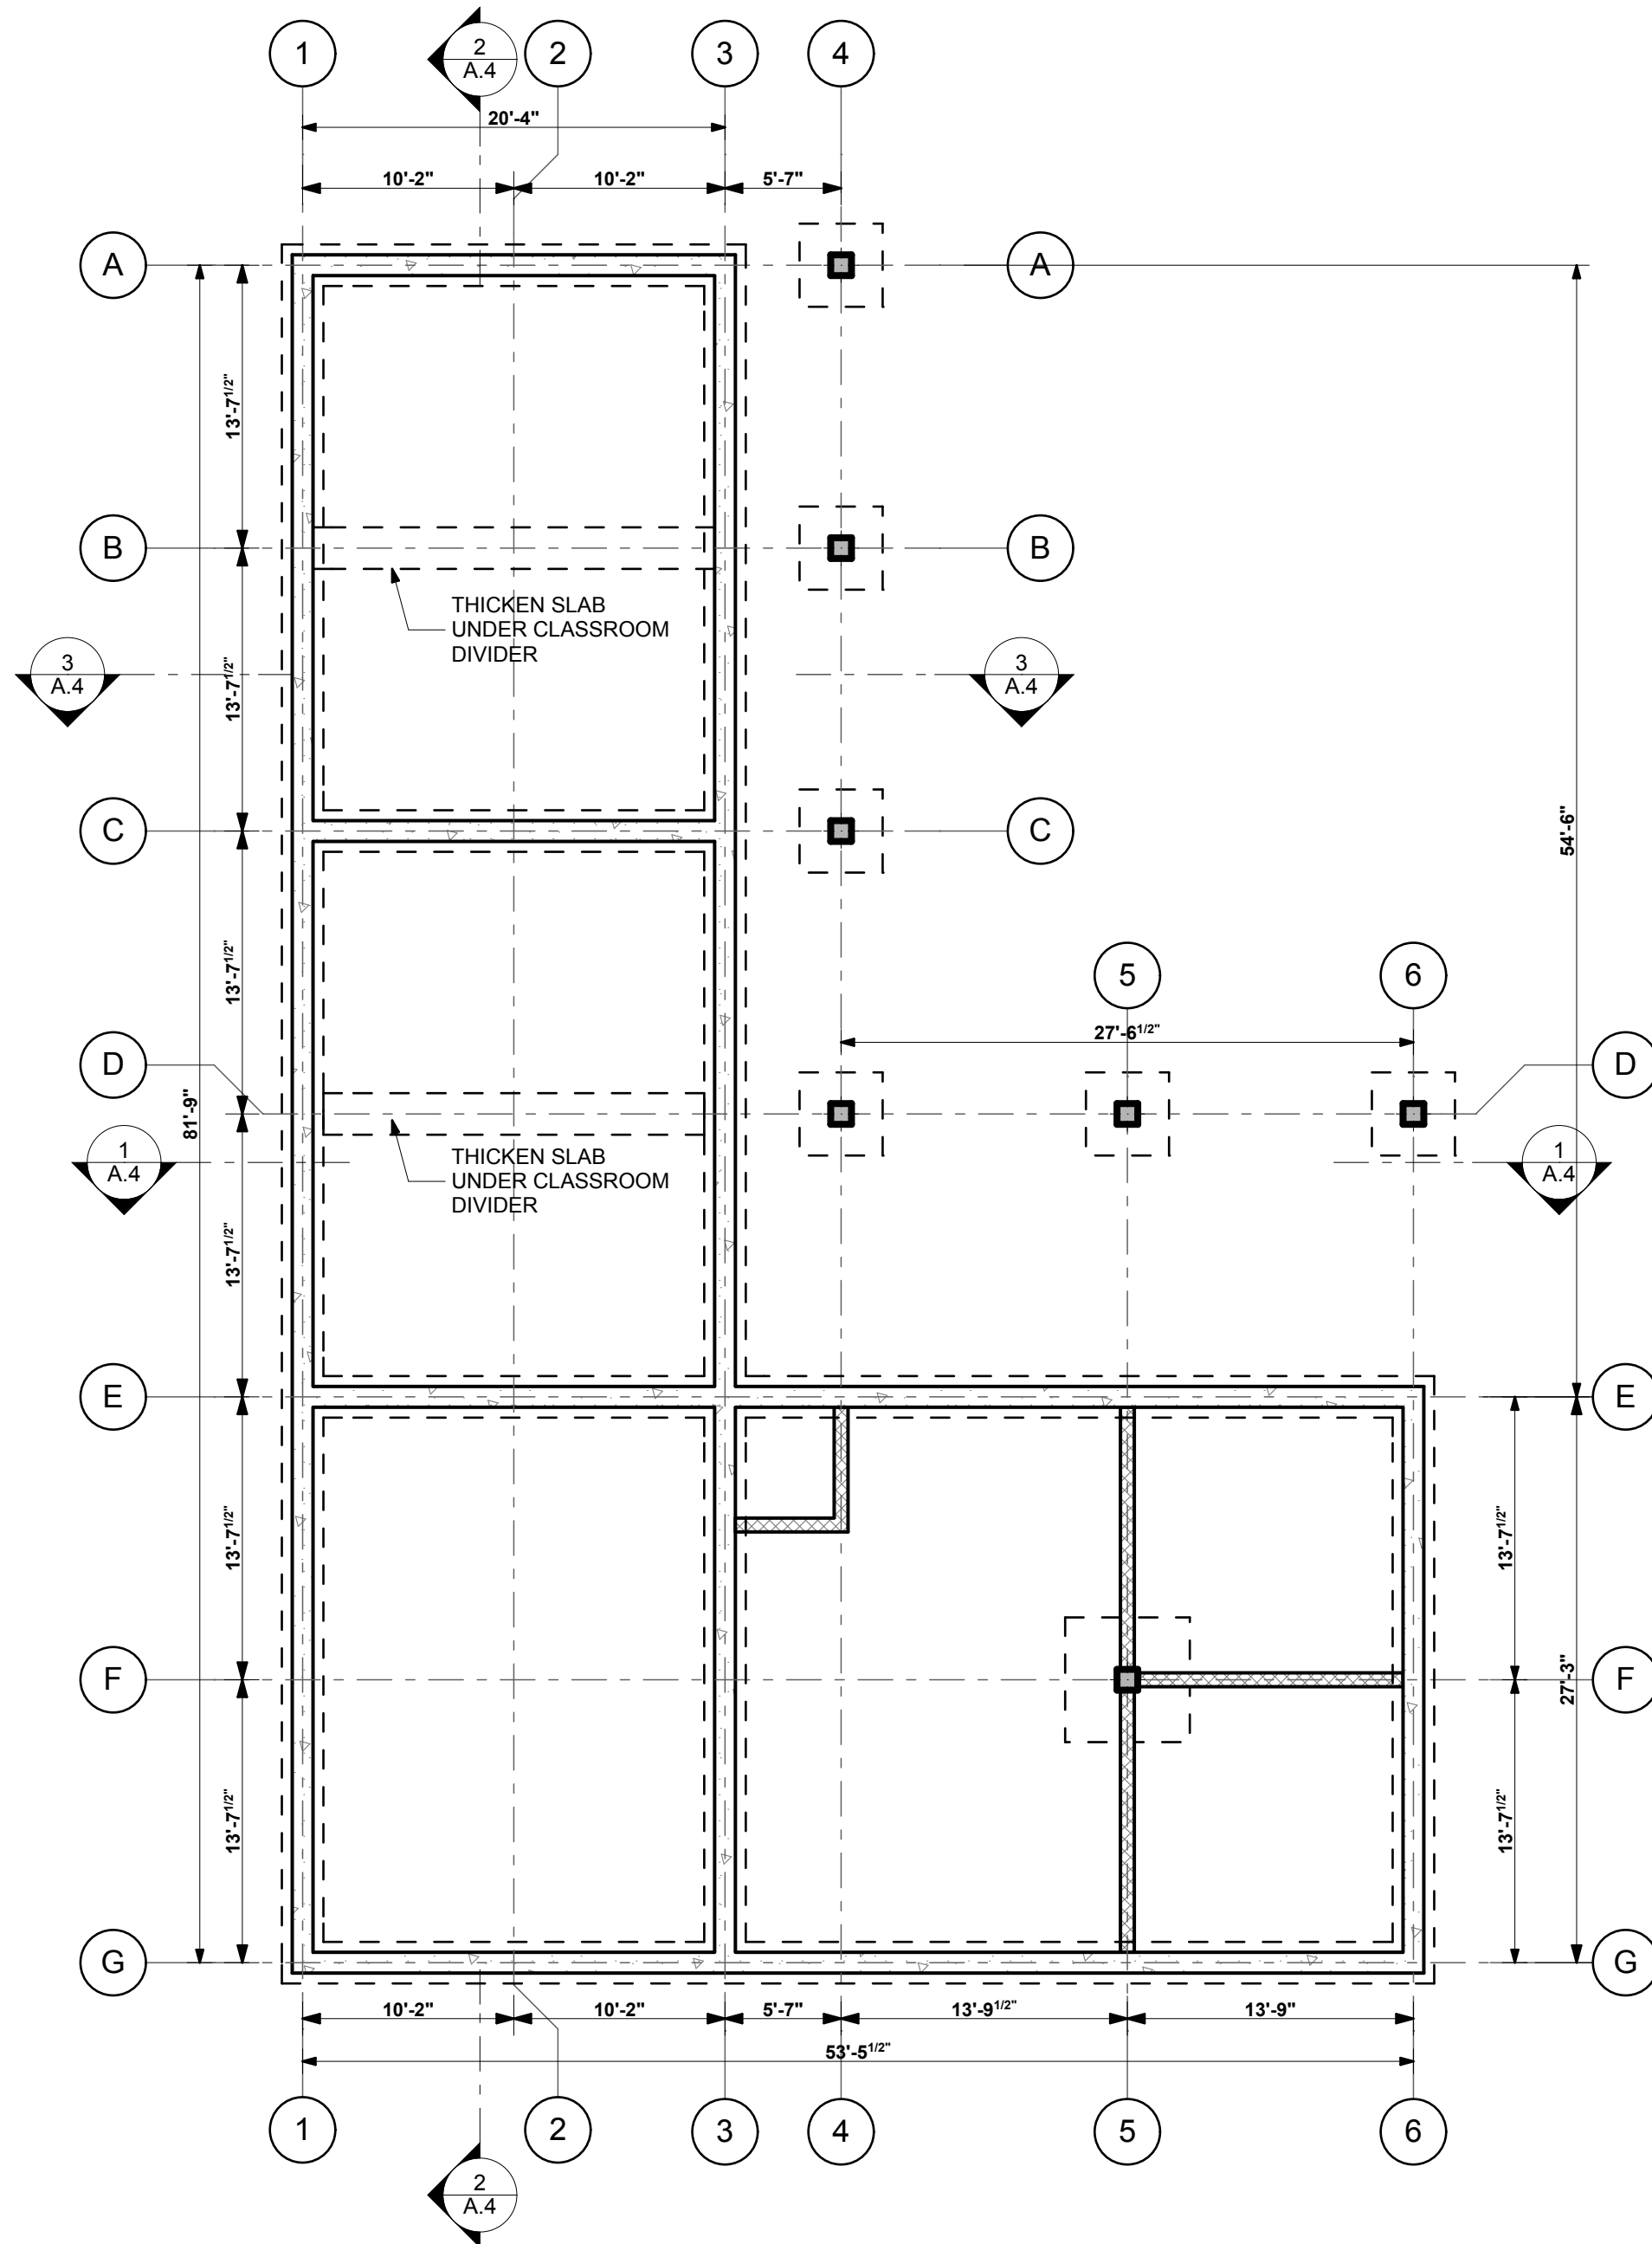 1
2
A.4
2
3
4
20'-4"
10'-2"
10'-2"
5'-7"
A
A
13'-7 1/2"
B
B
THICKEN SLAB
UNDER CLASSROOM
DIVIDER
3
A.4
3
A.4
13'-7 1/2"
C
C
54'-6"
13'-7 1/2"
5
6
27'-6 1/2"
D
D
81'-9"
1
A.4
THICKEN SLAB
UNDER CLASSROOM
DIVIDER
1
A.4
13'-7 1/2"
E
E
13'-7 1/2"
13'-7 1/2"
F
27'-3"
F
13'-7 1/2"
13'-7 1/2"
G
G
10'-2"
10'-2"
5'-7"
13'-9 1/2"
13'-9"
53'-5 1/2"
1
2
3
4
5
6
2
A.4